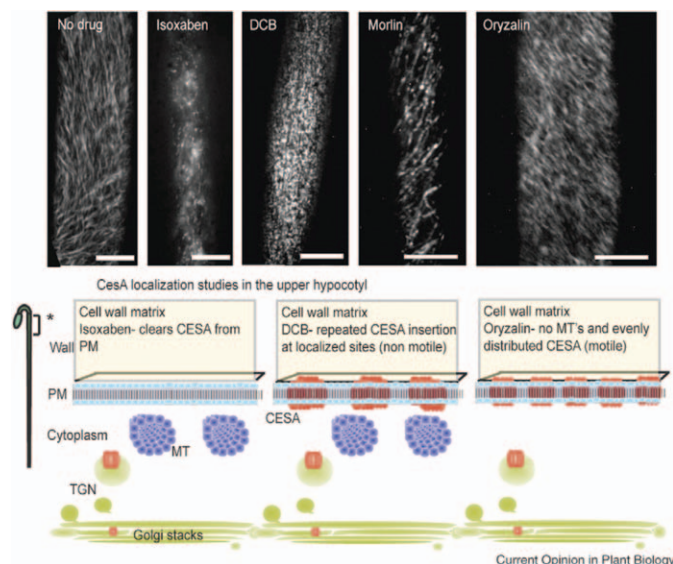 No drug
Isoxaben
DCB
Morlin
Oryzalin
CesA localization studies in the upper hypocotyl
*
Cell wall matrix
Isoxaben- clears CESA from
PM
Cell wall matrix
DCB- repeated CESA insertion
at localized sites (non motile)
Cell wall matrix
Oryzalin- no MT's and evenly
distributed CESA (motile)
Wall
PM
CESA
Cytoplasm
MT
TGN
Golgi stacks
Current Opinion in Plant Biology